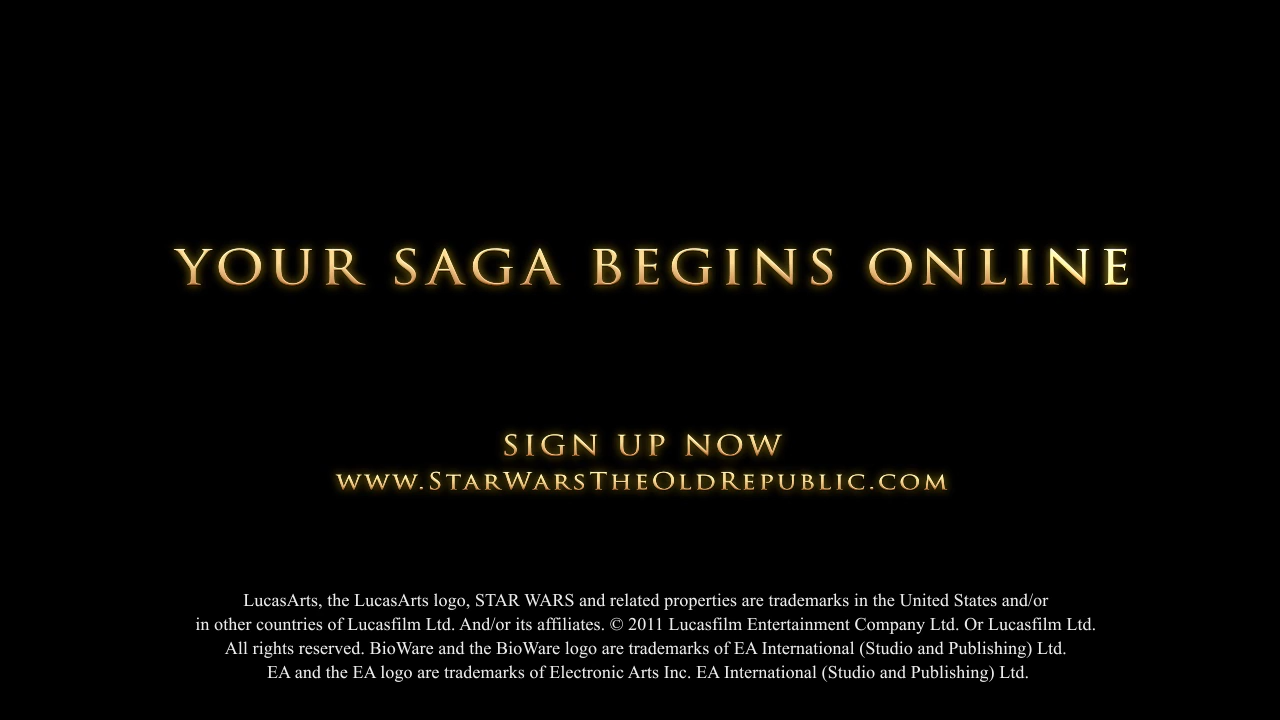 YOUR SAGA BEGINS ONLINE
SIGN UP NOW
WWW.STARWARSTHEOLDREPUBLIC.COM
LucasArts, the LucasArts logo, STAR WARS and related properties are trademarks in the United States and/or
in other countries of Lucasfilm Ltd. And/or its affiliates. © 2011 Lucasfilm Entertainment Company Ltd. Or Lucasfilm Ltd.
All rights reserved. BioWare and the BioWare logo are trademarks of EA International (Studio and Publishing) Ltd.
EA and the EA logo are trademarks of Electronic Arts Inc. EA International (Studio and Publishing) Ltd.